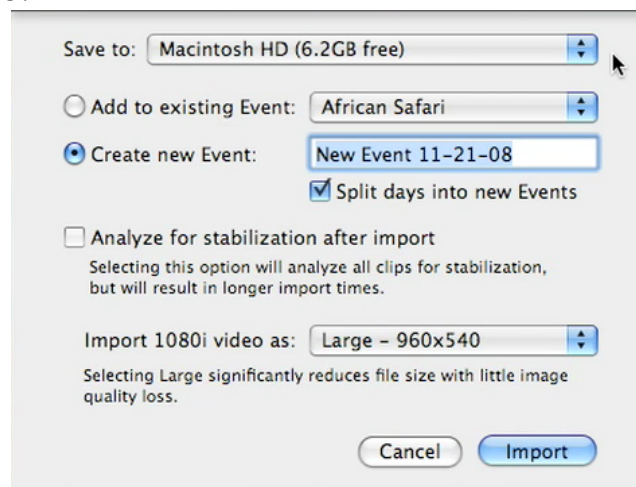 Save to: Macintosh HD (6.2GB free)
Add to existing Event: African Safari
Create new Event: New Event 11-21-08
Split days into new Events
Analyze for stabilization after import
Selecting this option will analyze all clips for stabilization,
but will result in longer import times.
Import 1080i video as: Large - 960x540
Selecting Large significantly reduces file size with little image
quality loss.
Cancel Import